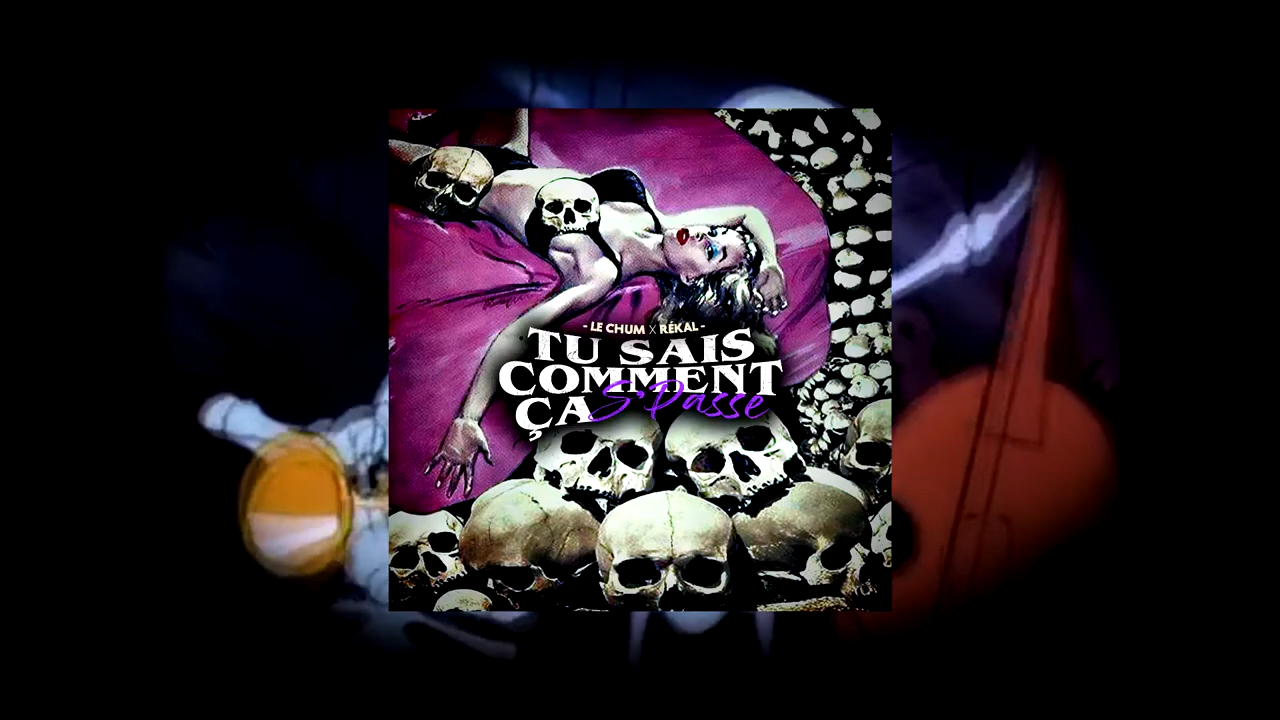 - LE CHUM X RÉKAL -
TU SAIS
COMMENT
ÇA S'Passe